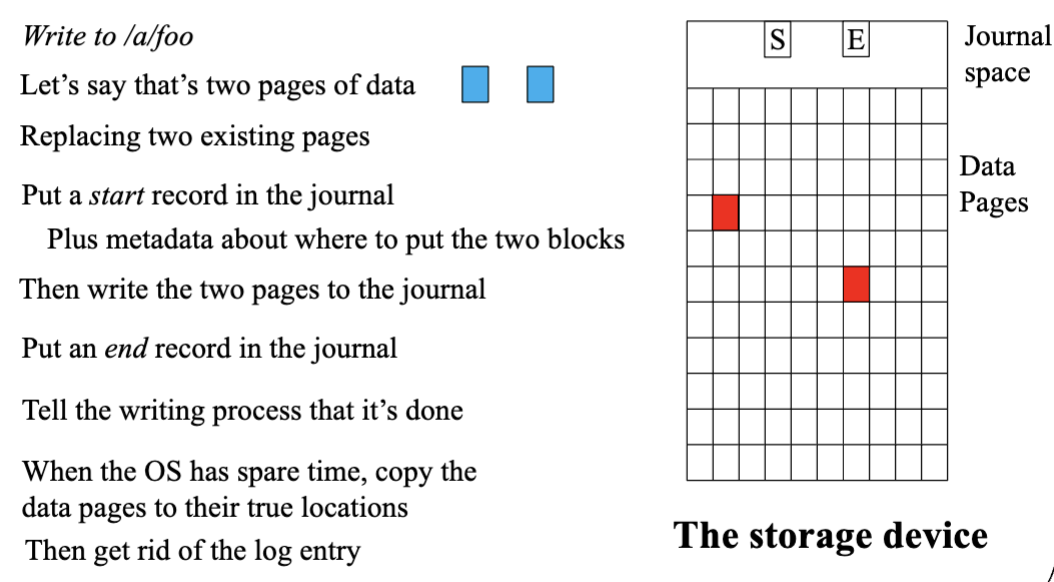 Write to /a/foo
Let's say that's two pages of data
Replacing two existing pages
Put a start record in the journal
Plus metadata about where to put the two blocks
Then write the two pages to the journal
Put an end record in the journal
Tell the writing process that it's done
When the OS has spare time, copy the
data pages to their true locations
Then get rid of the log entry
S E
Journal
space
Data
Pages
The storage device